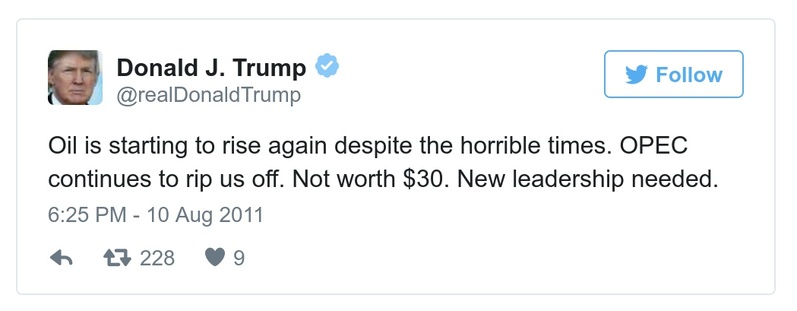 Donald J. Trump
@realDonaldTrump
Follow
Oil is starting to rise again despite the horrible times. OPEC
continues to rip us off. Not worth $30. New leadership needed.
6:25 PM - 10 Aug 2011
228 9